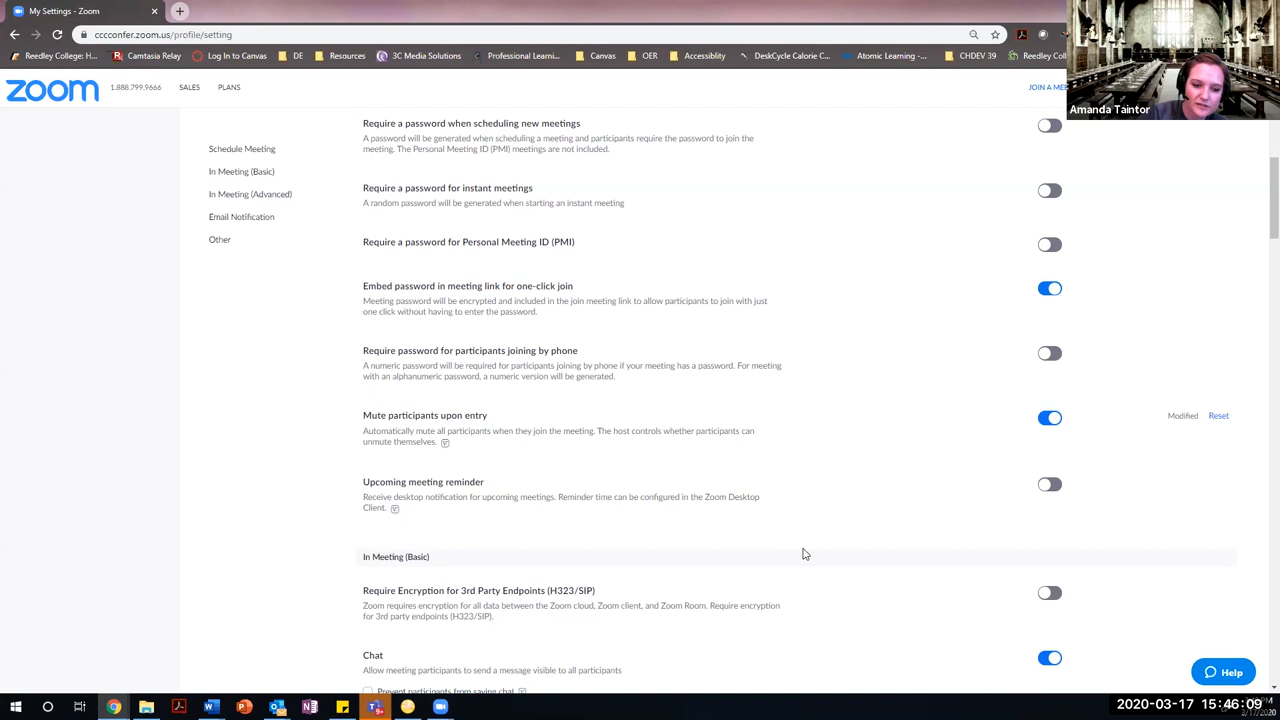 My Settings - Zoom
cccconfer.zoom.us/profile/setting
Reedley College: H...
Camtasia Relay
Log In to Canvas
DE
Resources
3C Media Solutions
Professional Learni...
Canvas
OER
Accessiblity
DeskCycle Calorie C...
Atomic Learning -...
CHDEV 39
Reedley Coll
Amanda Taintor
zoom
1.888.799.9666
SALES
PLANS
JOIN A MEE
Schedule Meeting
In Meeting (Basic)
In Meeting (Advanced)
Email Notification
Other
Require a password when scheduling new meetings
A password will be generated when scheduling a meeting and participants require the password to join the
meeting. The Personal Meeting ID (PMI) meetings are not included.
Require a password for instant meetings
A random password will be generated when starting an instant meeting
Require a password for Personal Meeting ID (PMI)
Embed password in meeting link for one-click join
Meeting password will be encrypted and included in the join meeting link to allow participants to join with just
one click without having to enter the password.
Require password for participants joining by phone
A numeric password will be required for participants joining by phone if your meeting has a password. For meeting
with an alphanumeric password, a numeric version will be generated.
Mute participants upon entry
Modified Reset
Automatically mute all participants when they join the meeting. The host controls whether participants can
unmute themselves.
Upcoming meeting reminder
Receive desktop notification for upcoming meetings. Reminder time can be configured in the Zoom Desktop
Client.
In Meeting (Basic)
Require Encryption for 3rd Party Endpoints (H323/SIP)
Zoom requires encryption for all data between the Zoom cloud, Zoom client, and Zoom Room. Require encryption
for 3rd party endpoints (H323/SIP).
Chat
Allow meeting participants to send a message visible to all participants
Prevent participants from saving chat
Help
2020-03-17 15:46:09
3/17/2020